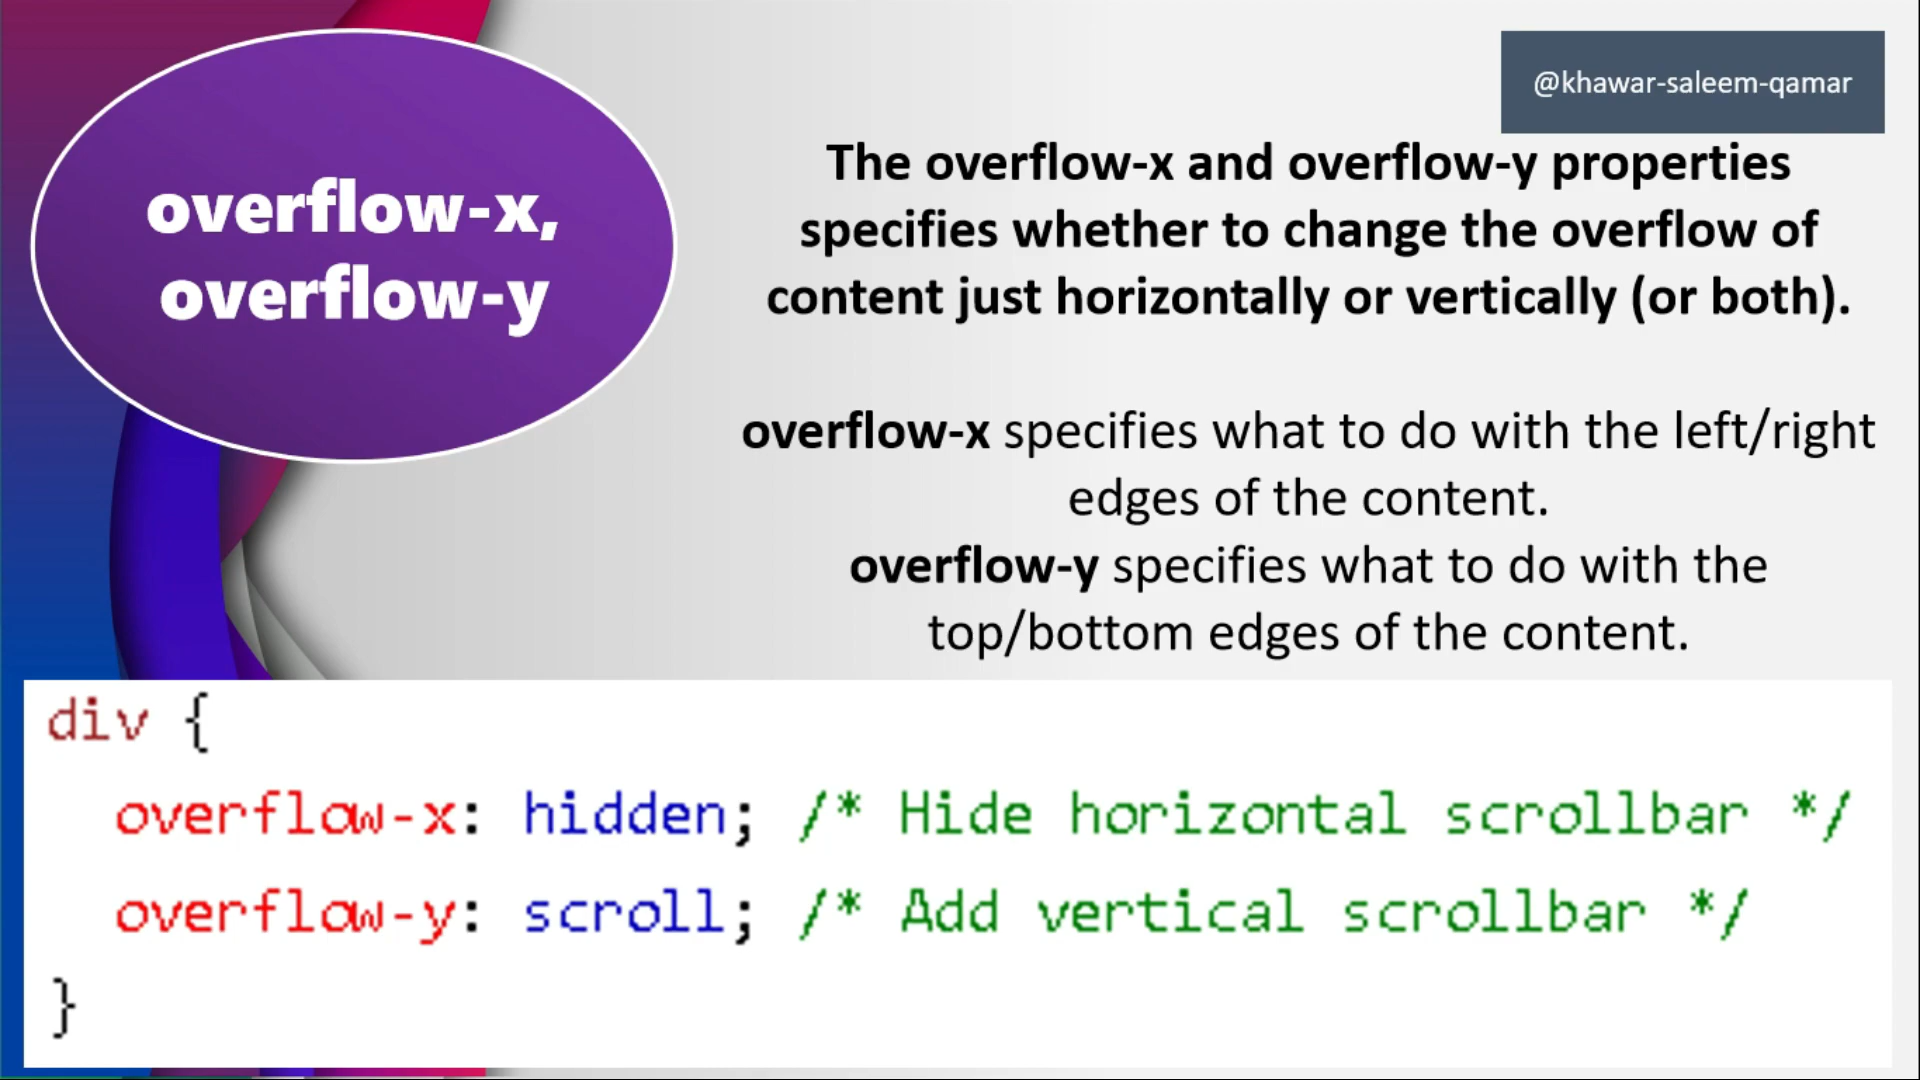 overflow-x,
overflow-y
@khawar-saleem-qamar
The overflow-x and overflow-y properties
specifies whether to change the overflow of
content just horizontally or vertically (or both).
overflow-x specifies what to do with the left/right
edges of the content.
overflow-y specifies what to do with the
top/bottom edges of the content.
div {
  overflow-x: hidden; /* Hide horizontal scrollbar */
  overflow-y: scroll; /* Add vertical scrollbar */
}